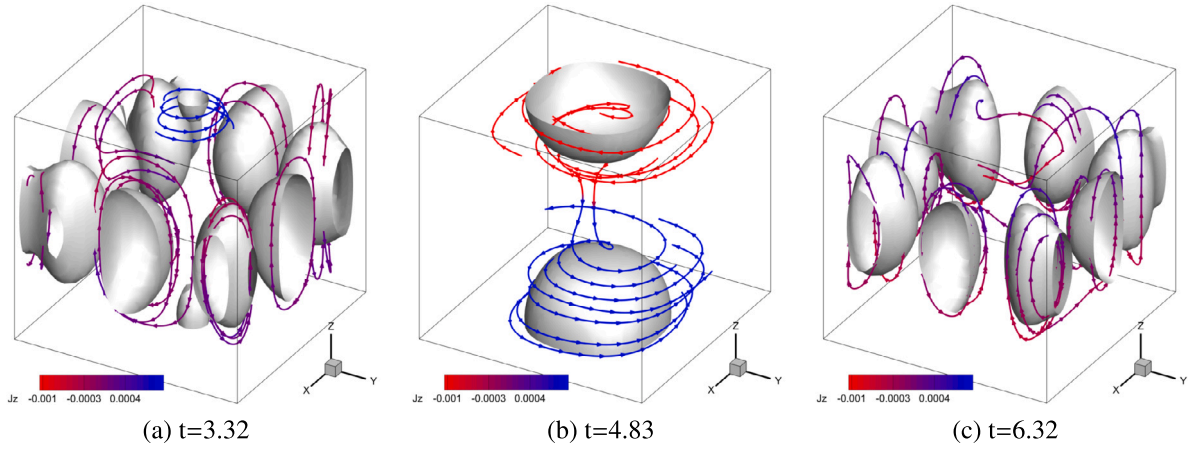 Z
X
Y
Jz -0.001 -0.0003 0.0004
(a) t=3.32
Z
X
Y
Jz -0.001 -0.0003 0.0004
(b) t=4.83
Z
X
Y
Jz -0.001 -0.0003 0.0004
(c) t=6.32